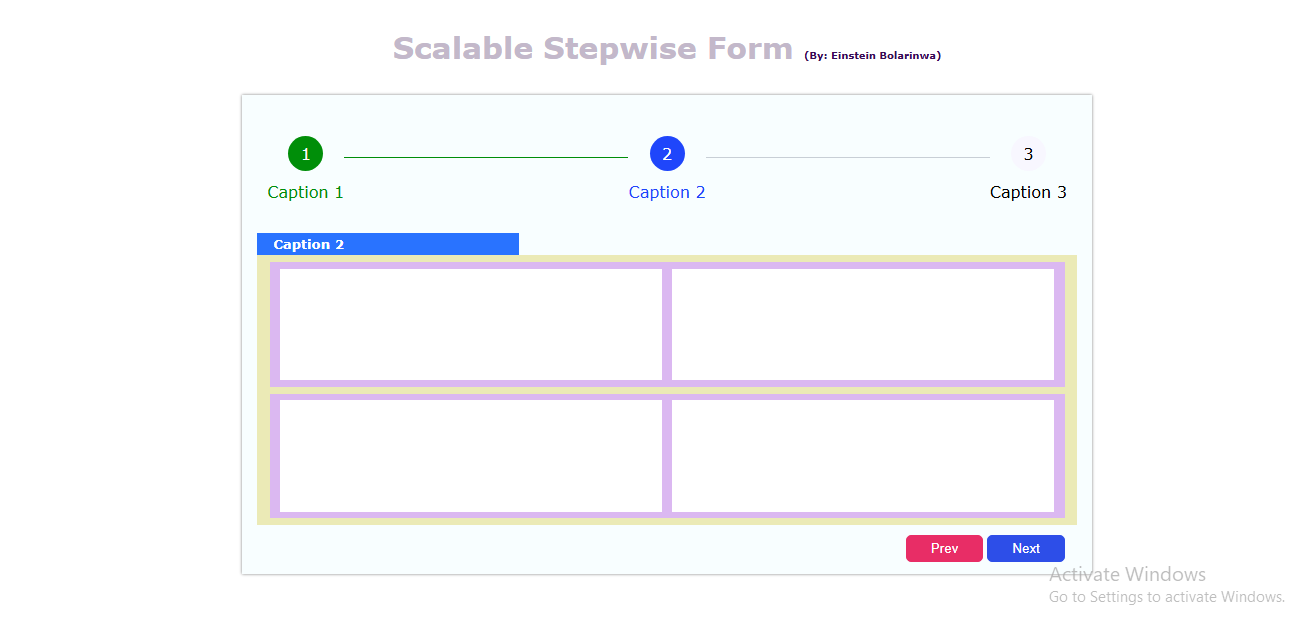 Scalable Stepwise Form (By: Einstein Bolarinwa)
1 2 3
Caption 1 Caption 2 Caption 3
Caption 2
Prev Next
Activate Windows
Go to Settings to activate Windows.